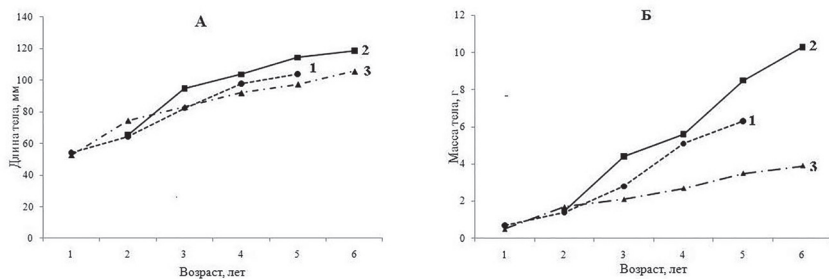 А
Длина тела, мм
140
120
100
80
60
40
20
0
1 2 3 4 5 6
Возраст, лет
2
1
3
Б
Масса тела, г
12
10
8
6
4
2
0
1 2 3 4 5 6
Возраст, лет
2
1
3